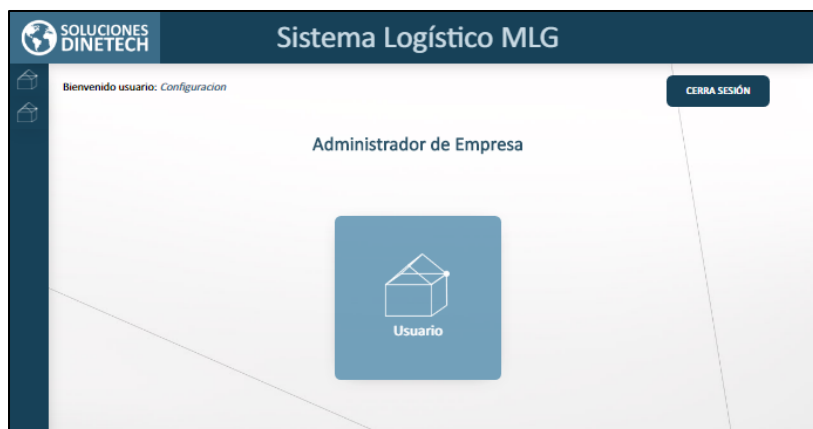 SOLUCIONES
DINETECH
Sistema Logístico MLG
Bienvenido usuario: Configuracion
CERRA SESIÓN
Administrador de Empresa
Usuario